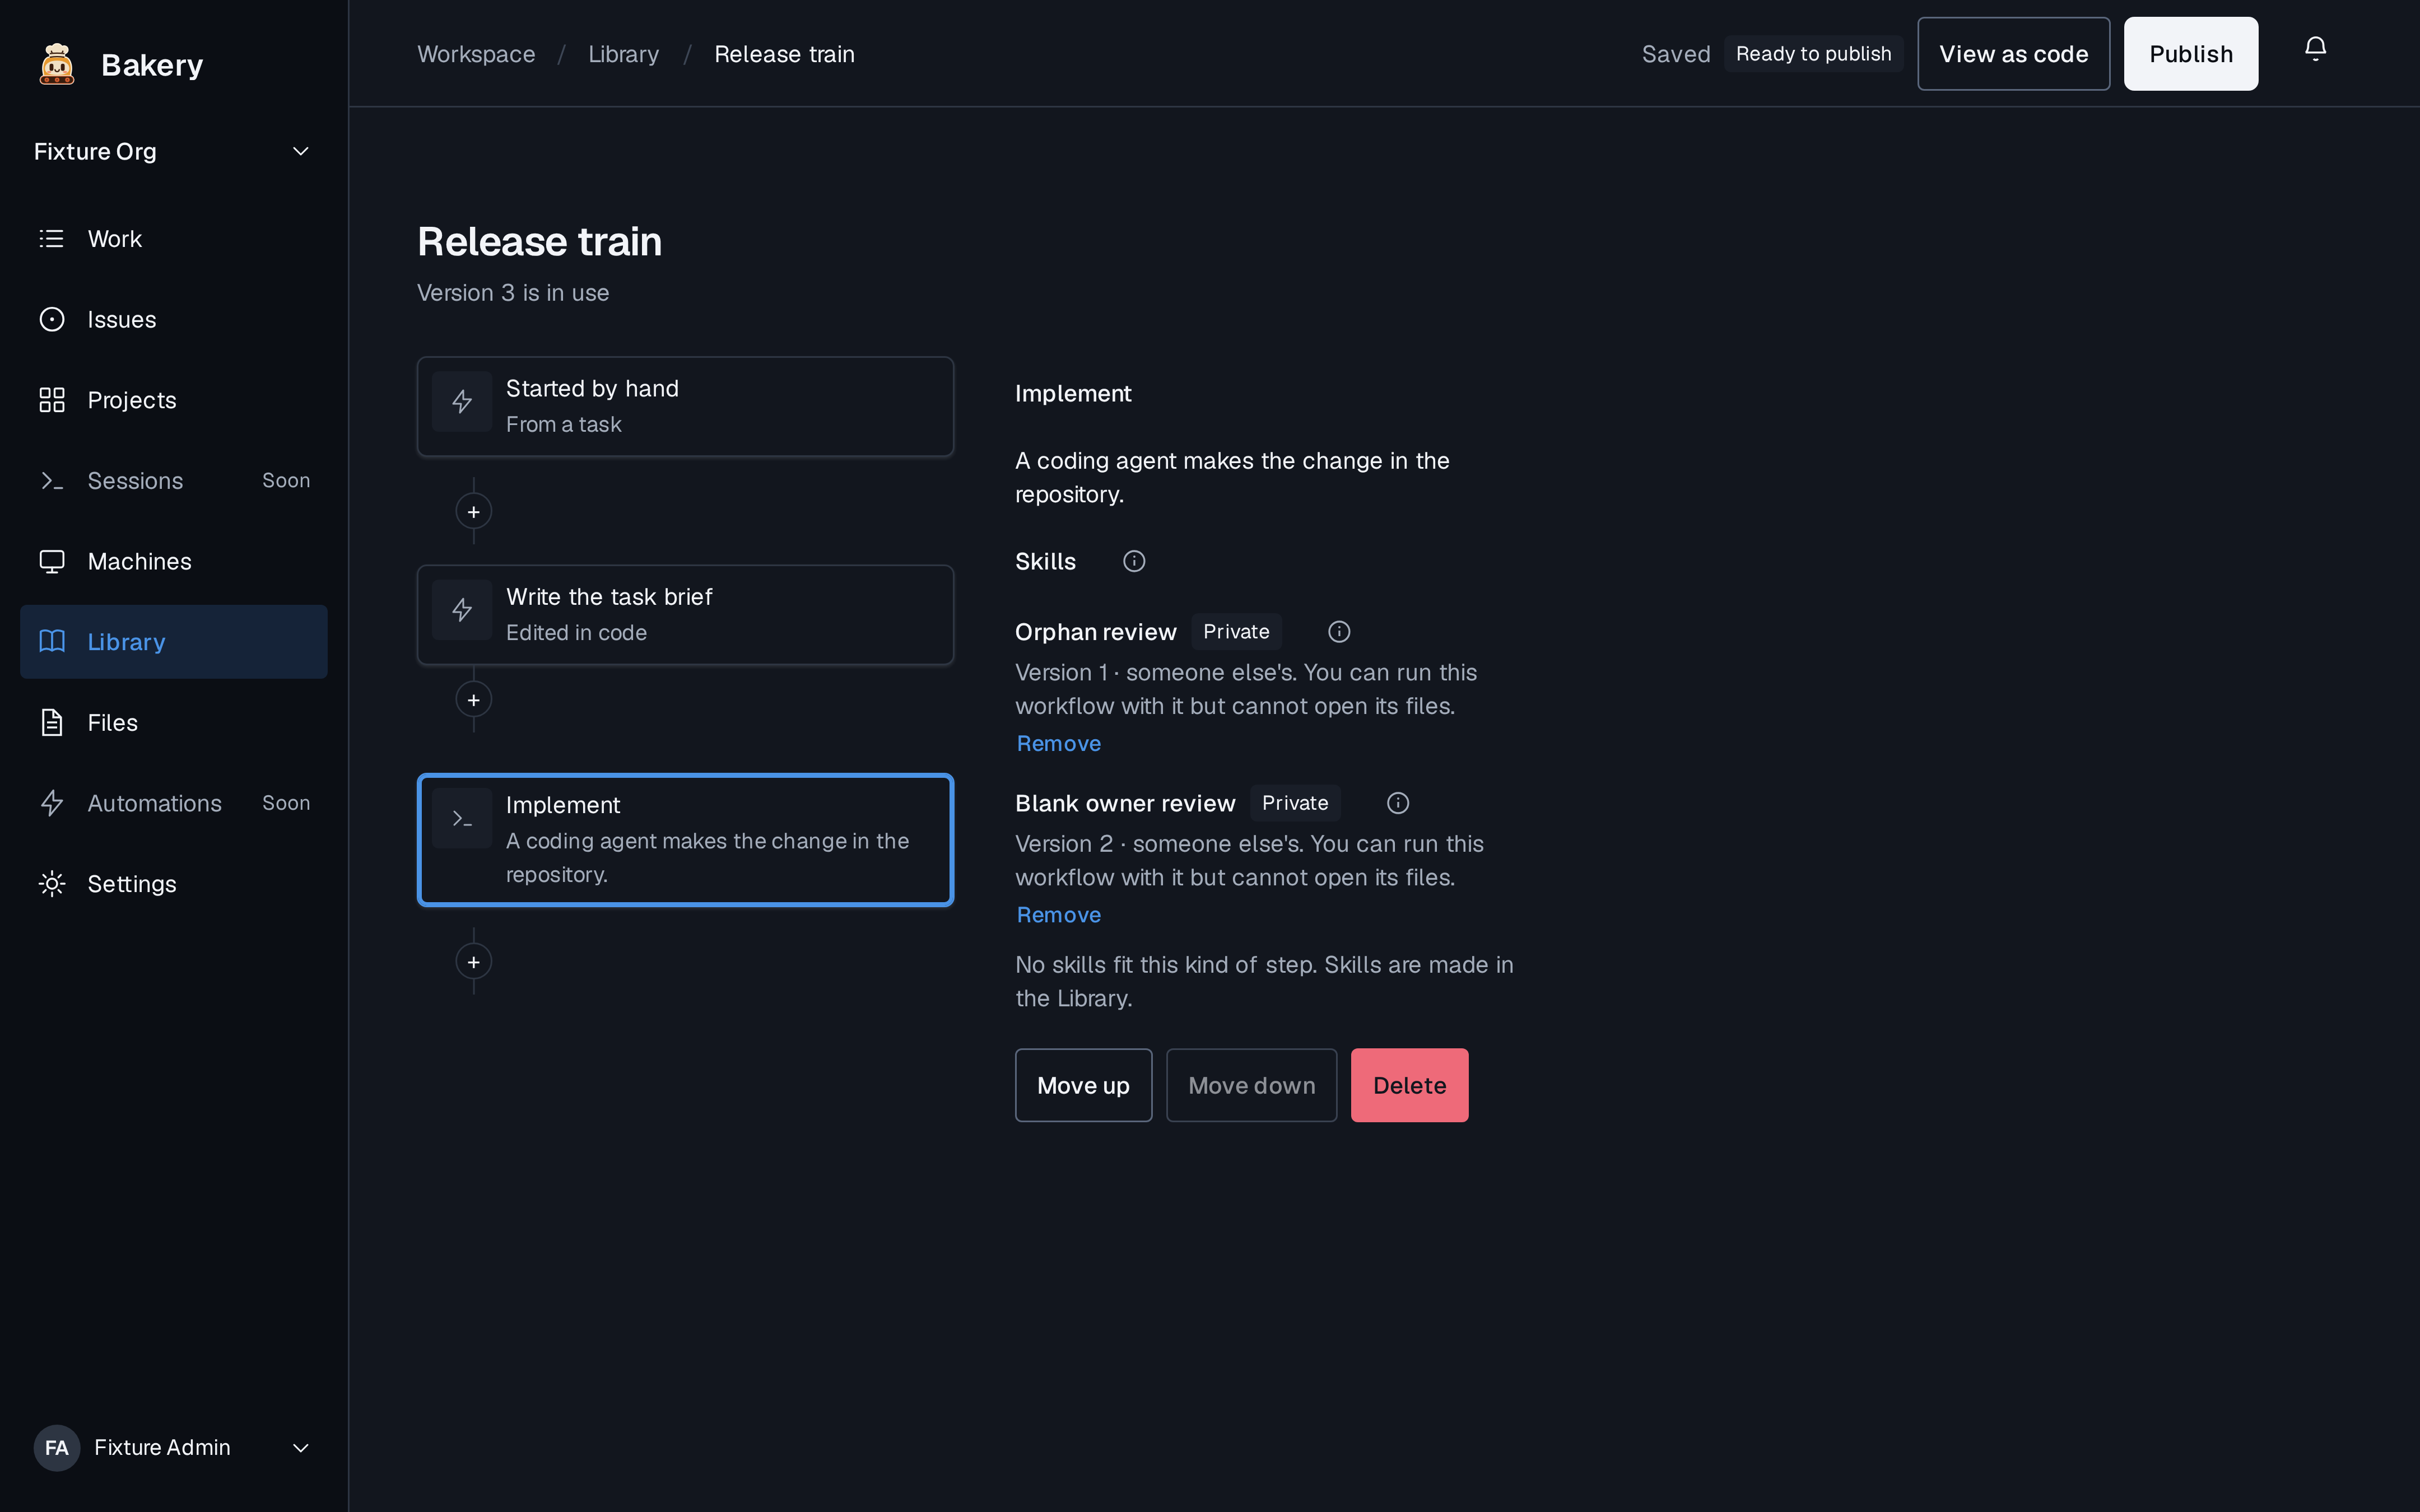 Bakery
Fixture Org
Work
Issues
Projects
Sessions Soon
Machines
Library
Files
Automations Soon
Settings
FA Fixture Admin
Workspace / Library / Release train
Saved Ready to publish View as code Publish
Release train
Version 3 is in use
Started by hand
From a task
+
Write the task brief
Edited in code
+
Implement
A coding agent makes the change in the
repository.
+
Implement
A coding agent makes the change in the
repository.
Skills
Orphan review Private
Version 1 · someone else's. You can run this
workflow with it but cannot open its files.
Remove
Blank owner review Private
Version 2 · someone else's. You can run this
workflow with it but cannot open its files.
Remove
No skills fit this kind of step. Skills are made in
the Library.
Move up Move down Delete